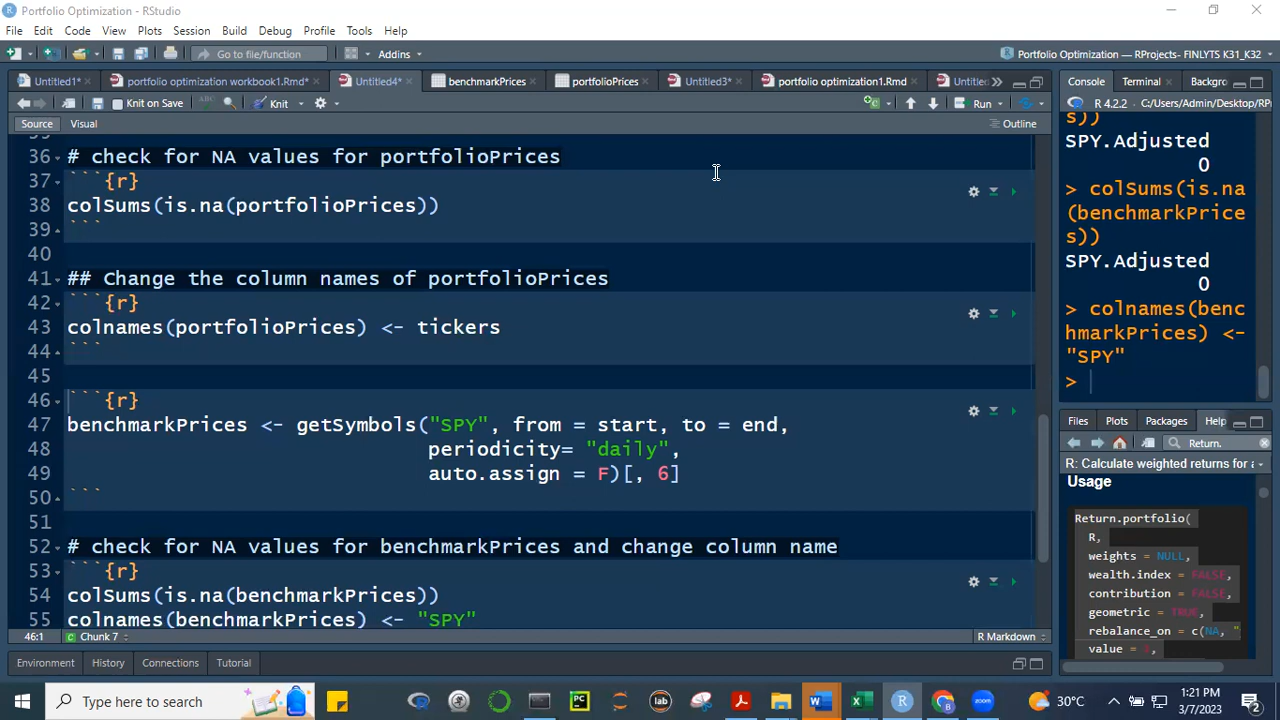 Portfolio Optimization - RStudio
File Edit Code View Plots Session Build Debug Profile Tools Help
Go to file/function Addins Portfolio Optimization — RProjects- FINLYTS K31_K32
Untitled1* portfolio optimization workbook1.Rmd* Untitled4* benchmarkPrices portfolioPrices Untitled3* portfolio optimization1.Rmd Untitled
Knit on Save ABC Knit Run
Source Visual Outline
36 # check for NA values for portfolioPrices
37 ```{r}
38 colSums(is.na(portfolioPrices))
39 ```
40
41 ## Change the column names of portfolioPrices
42 ```{r}
43 colnames(portfolioPrices) <- tickers
44 ```
45
46 ```{r}
47 benchmarkPrices <- getSymbols("SPY", from = start, to = end,
48 periodicity= "daily",
49 auto.assign = F)[, 6]
50 ```
51
52 # check for NA values for benchmarkPrices and change column name
53 ```{r}
54 colSums(is.na(benchmarkPrices))
55 colnames(benchmarkPrices) <- "SPY"
46:1 Chunk 7 R Markdown
Environment History Connections Tutorial
Console Terminal Backgro
R 4.2.2 C:/Users/Admin/Desktop/RP
s))
SPY.Adjusted
0
> colSums(is.na
(benchmarkPrice
s))
SPY.Adjusted
0
> colnames(benc
hmarkPrices) <-
"SPY"
>
Files Plots Packages Help
Return.
R: Calculate weighted returns for a
Usage
Return.portfolio(
R,
weights = NULL,
wealth.index = FALSE,
contribution = FALSE,
geometric = TRUE,
rebalance_on = c(NA, "
value = 1,
Type here to search
PC
lab
30°C
1:21 PM
3/7/2023
2